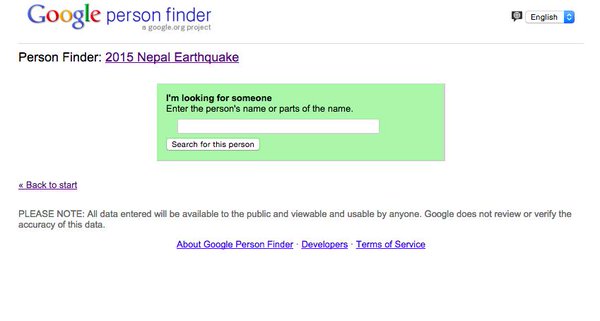 Google person finder
a google.org project
English
Person Finder: 2015 Nepal Earthquake
I'm looking for someone
Enter the person's name or parts of the name.
Search for this person
« Back to start
PLEASE NOTE: All data entered will be available to the public and viewable and usable by anyone. Google does not review or verify the
accuracy of this data.
About Google Person Finder · Developers · Terms of Service